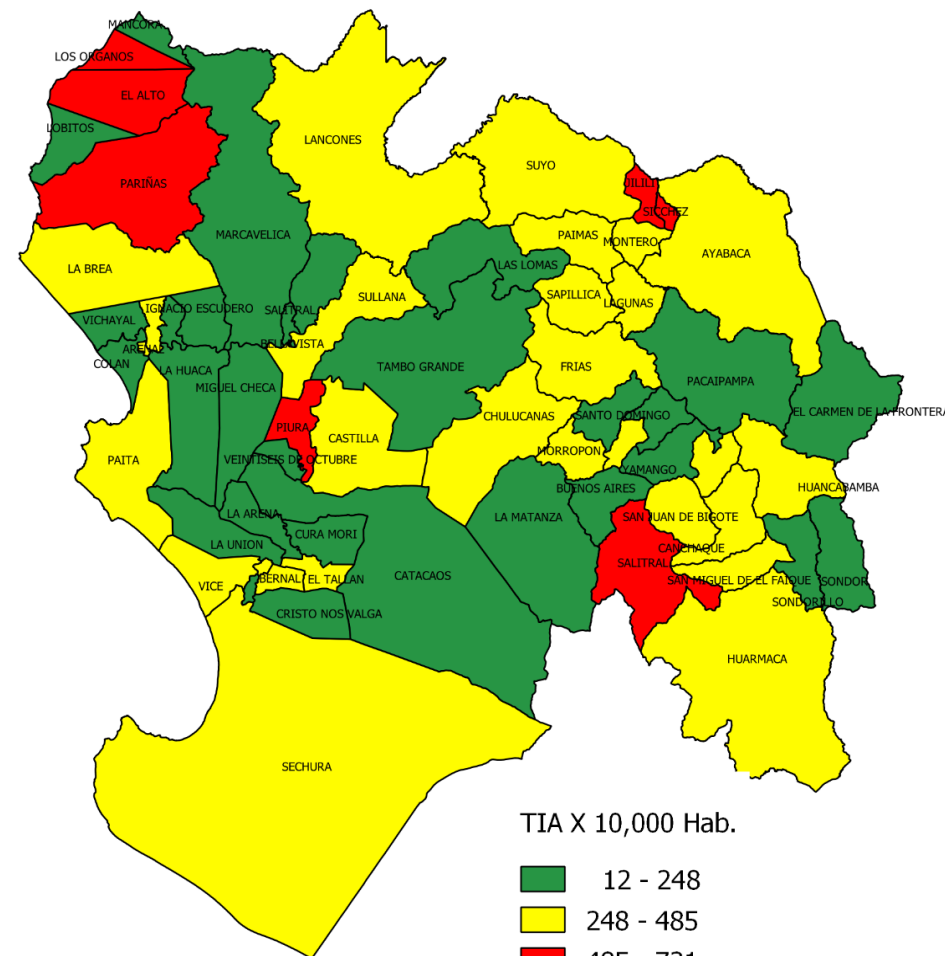 MANCORA
LOS ORGANOS
EL ALTO
LOBITOS
PARIÑAS
LANCONES
SUYO
JILILI
SICCHEZ
MARCAVELICA
PAIMAS
MONTERO
AYABACA
LA BREA
LAS LOMAS
SULLANA
SAPILLICA
LAGUNAS
IGNACIO ESCUDERO
SALITRAL
VICHAYAL
BELLAVISTA
ARENAZ
COLAN
LA HUACA
TAMBO GRANDE
FRIAS
MIGUEL CHECA
PACAIPAMPA
EL CARMEN DE LA FRONTERA
CHULUCANAS
SANTO DOMINGO
PIURA
CASTILLA
MORROPON
PAITA
VEINTISEIS DE OCTUBRE
YAMANGO
BUENOS AIRES
HUANCABAMBA
LA ARENA
LA MATANZA
SAN JUAN DE BIGOTE
CURA MORI
LA UNION
CANCHAQUE
SALITRAL
CATACAOS
BERNAL
EL TALLAN
SAN MIGUEL DE EL FAIQUE
SONDOR
VICE
SONDORILLO
CRISTO NOS VALGA
HUARMACA
SECHURA
TIA X 10,000 Hab.
12 - 248
248 - 485
485 - 721